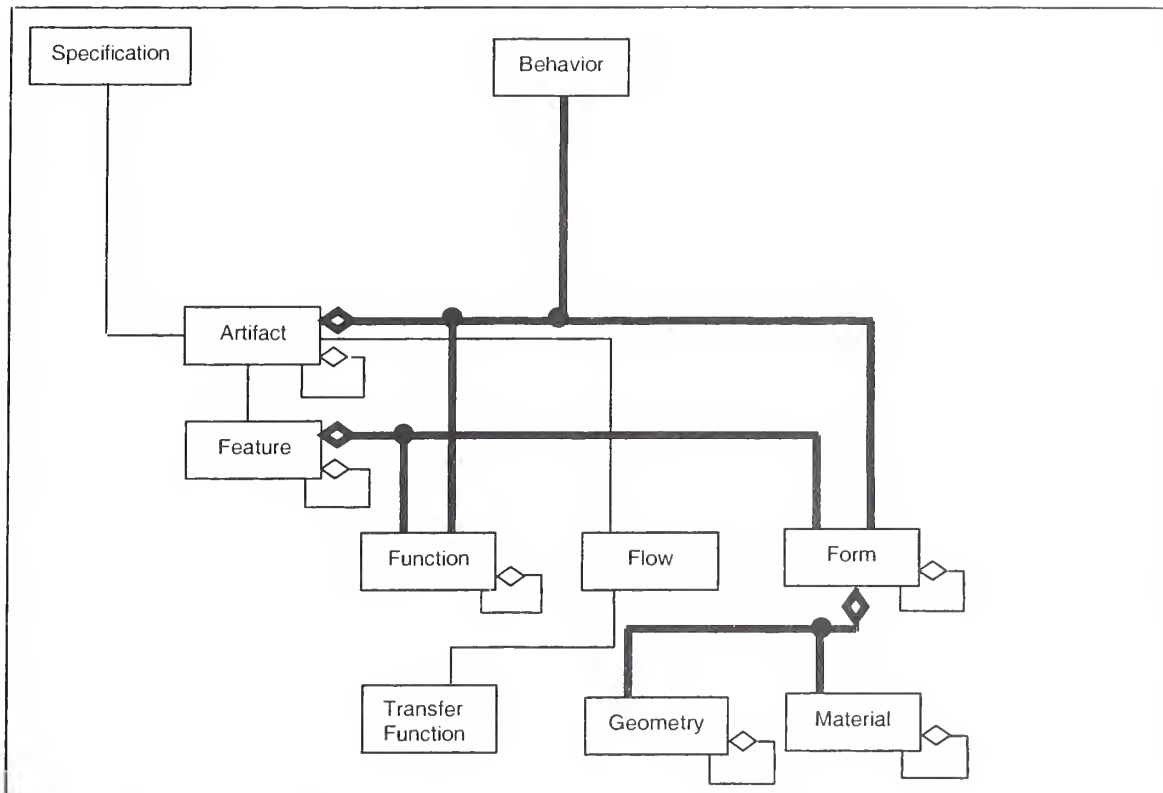 Specification
Behavior
Artifact
Feature
Function
Flow
Form
Transfer
Function
Geometry
Material